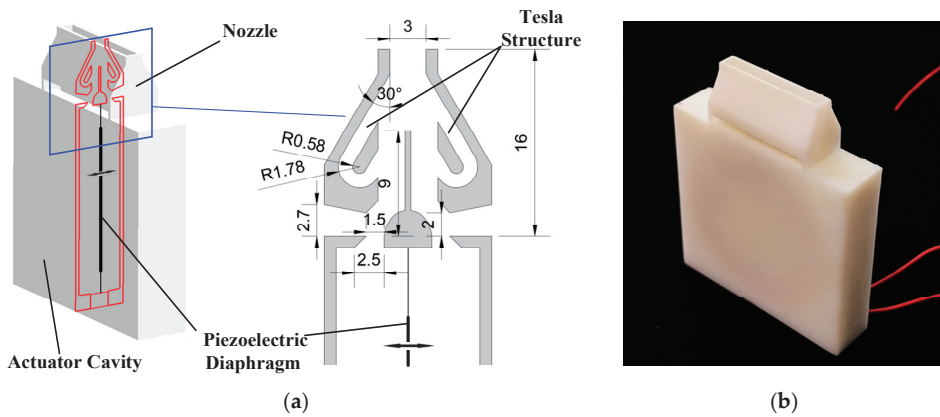 (a)
Nozzle
Actuator Cavity
Piezoelectric
Diaphragm
Tesla
Structure
3
30°
R0.58
R1.78
16
9
2.7
1.5
2
2.5
(b)